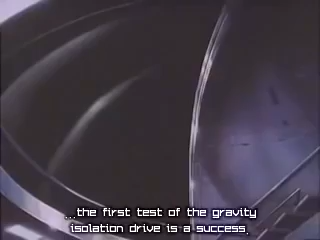 ...the first test of the gravity
isolation drive is a success.